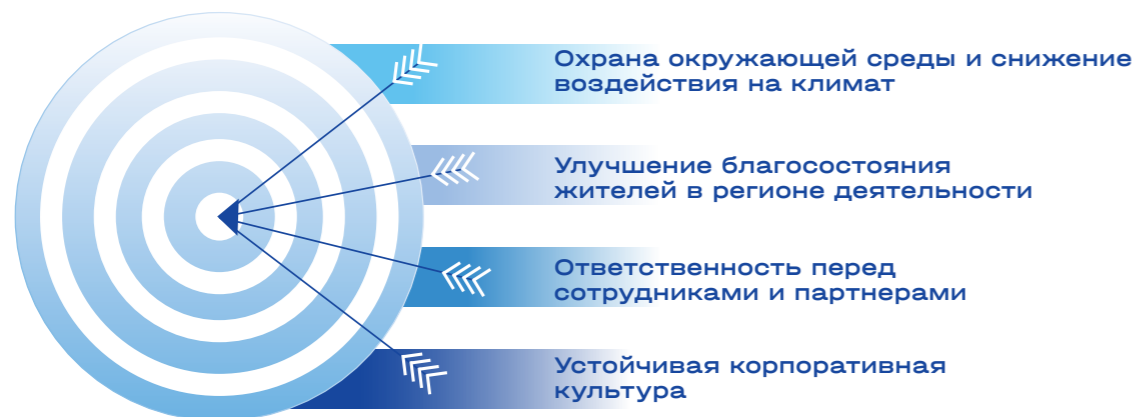 Охрана окружающей среды и снижение
воздействия на климат
Улучшение благосостояния
жителей в регионе деятельности
Ответственность перед
сотрудниками и партнерами
Устойчивая корпоративная
культура